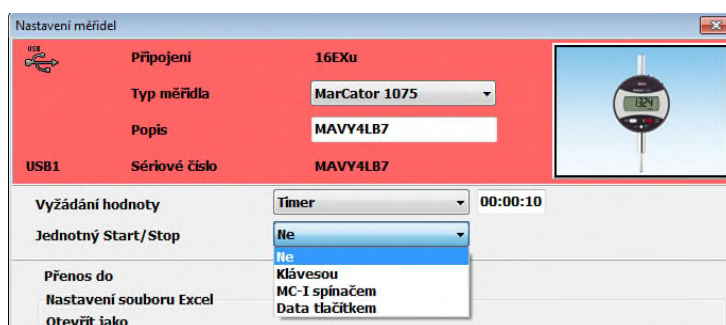 Nastavení měřidel
USB
Připojení 16EXu
Typ měřidla MarCator 1075
Popis MAVY4LB7
USB1 Sériové číslo MAVY4LB7
1324
Vyžádání hodnoty Timer 00:00:10
Jednotný Start/Stop Ne
Ne
Klávesou
MC-I spínačem
Data tlačítkem
Přenos do
Nastavení souboru Excel
Otevřít jako